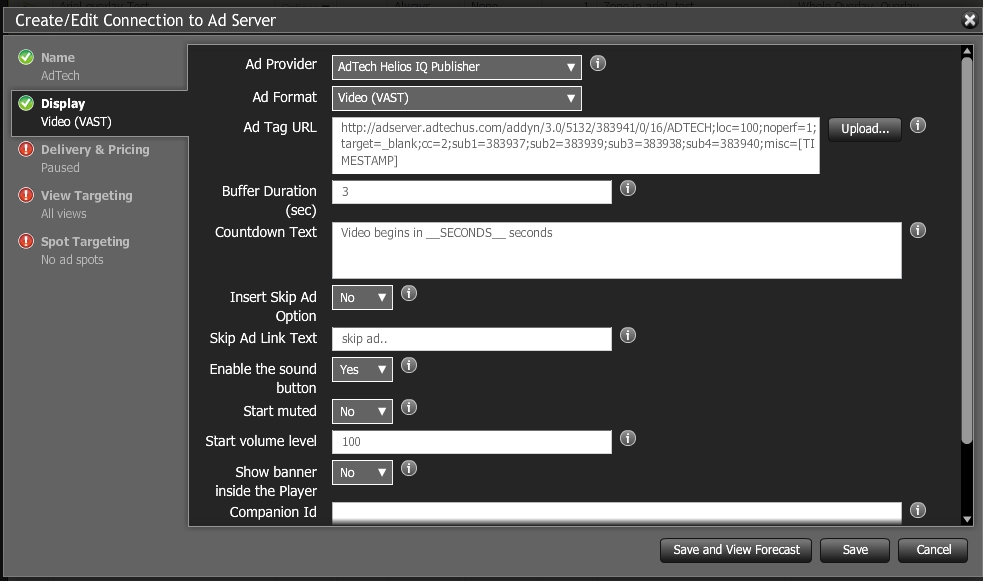 Create/Edit Connection to Ad Server
Name
AdTech
Display
Video (VAST)
Delivery & Pricing
Paused
View Targeting
All views
Spot Targeting
No ad spots
Ad Provider
AdTech Helios IQ Publisher
Ad Format
Video (VAST)
Ad Tag URL
http://adserver.adtechus.com/addyn/3.0/5132/383941/0/16/ADTECH;loc=100;noperf=1;
target=_blank;cc=2;sub1=383937;sub2=383939;sub3=383938;sub4=383940;misc=[TI
MESTAMP]
Upload...
Buffer Duration
(sec)
3
Countdown Text
Video begins in __SECONDS__ seconds
Insert Skip Ad
Option
No
Skip Ad Link Text
skip ad..
Enable the sound
button
Yes
Start muted
No
Start volume level
100
Show banner
inside the Player
No
Companion Id
Save and View Forecast
Save
Cancel